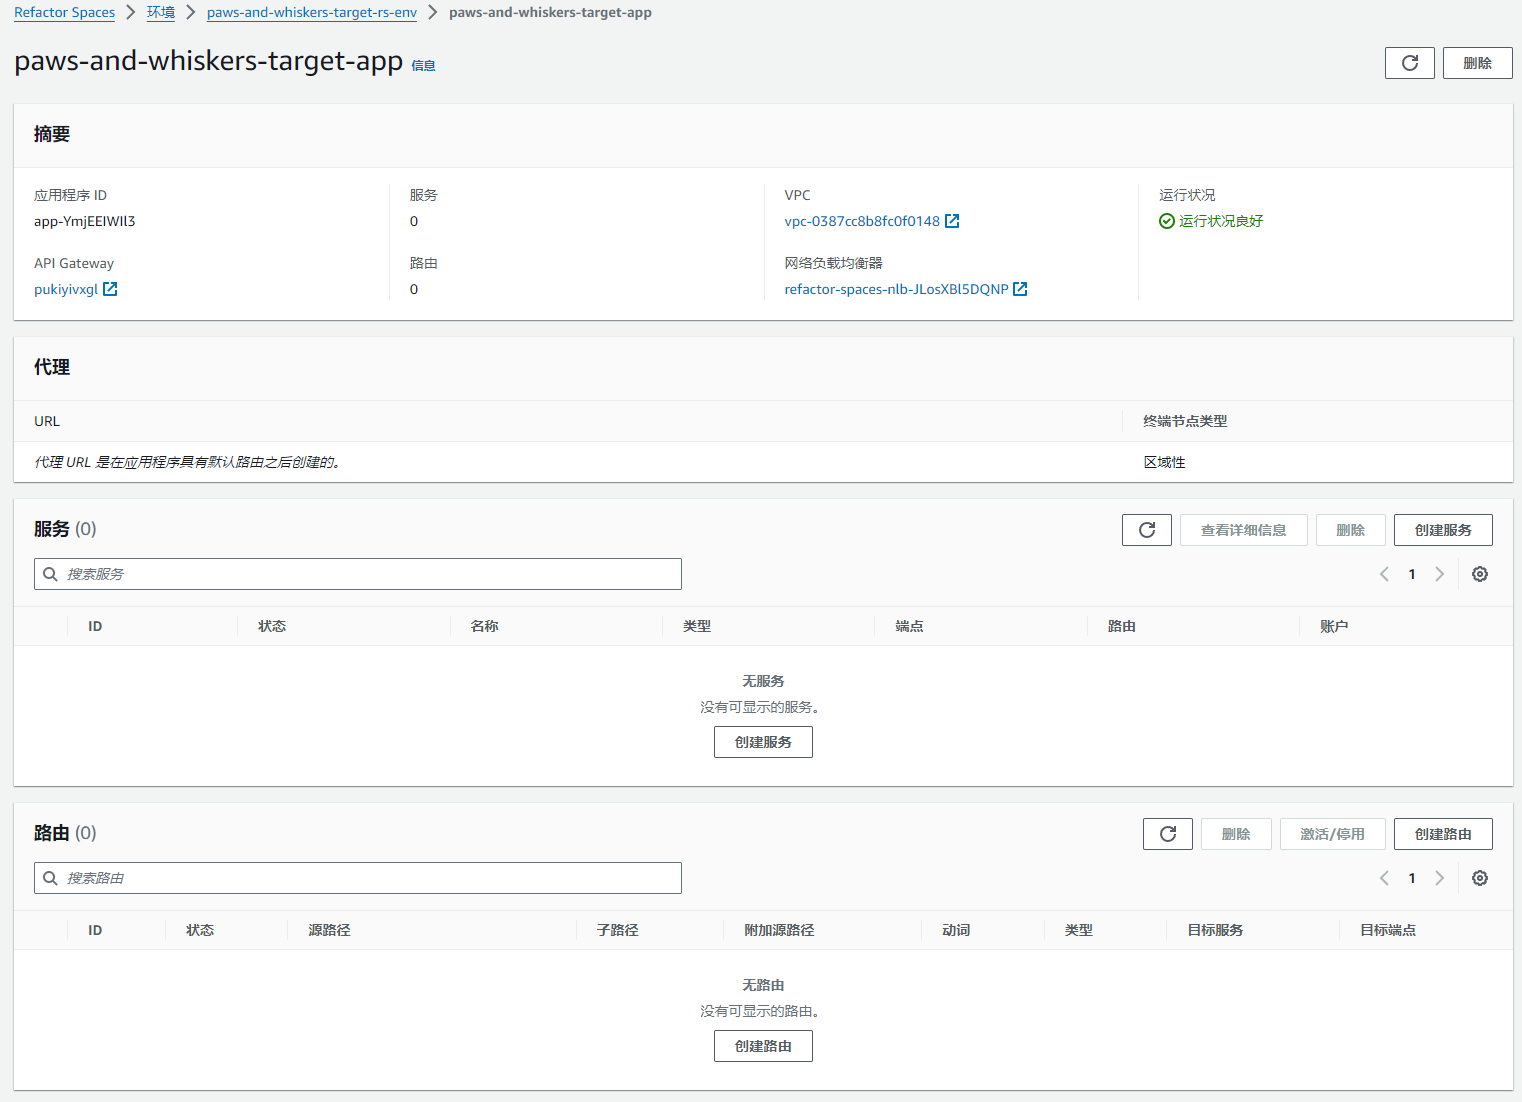 Refactor Spaces > 环境 > paws-and-whiskers-target-rs-env > paws-and-whiskers-target-app
paws-and-whiskers-target-app 信息
删除
摘要
应用程序 ID
app-YmjEEIWIl3
API Gateway
pukiyivxgl
服务
0
路由
0
VPC
vpc-0387cc8b8fc0f0148
网络负载均衡器
refactor-spaces-nlb-JLosXBl5DQNP
运行状况
运行状况良好
代理
URL 终端节点类型
代理 URL 是在应用程序具有默认路由之后创建的。 区域性
服务 (0)
查看详细信息 删除 创建服务
搜索服务
1
ID 状态 名称 类型 端点 路由 账户
无服务
没有可显示的服务。
创建服务
路由 (0)
删除 激活/停用 创建路由
搜索路由
1
ID 状态 源路径 子路径 附加源路径 动词 类型 目标服务 目标端点
无路由
没有可显示的路由。
创建路由